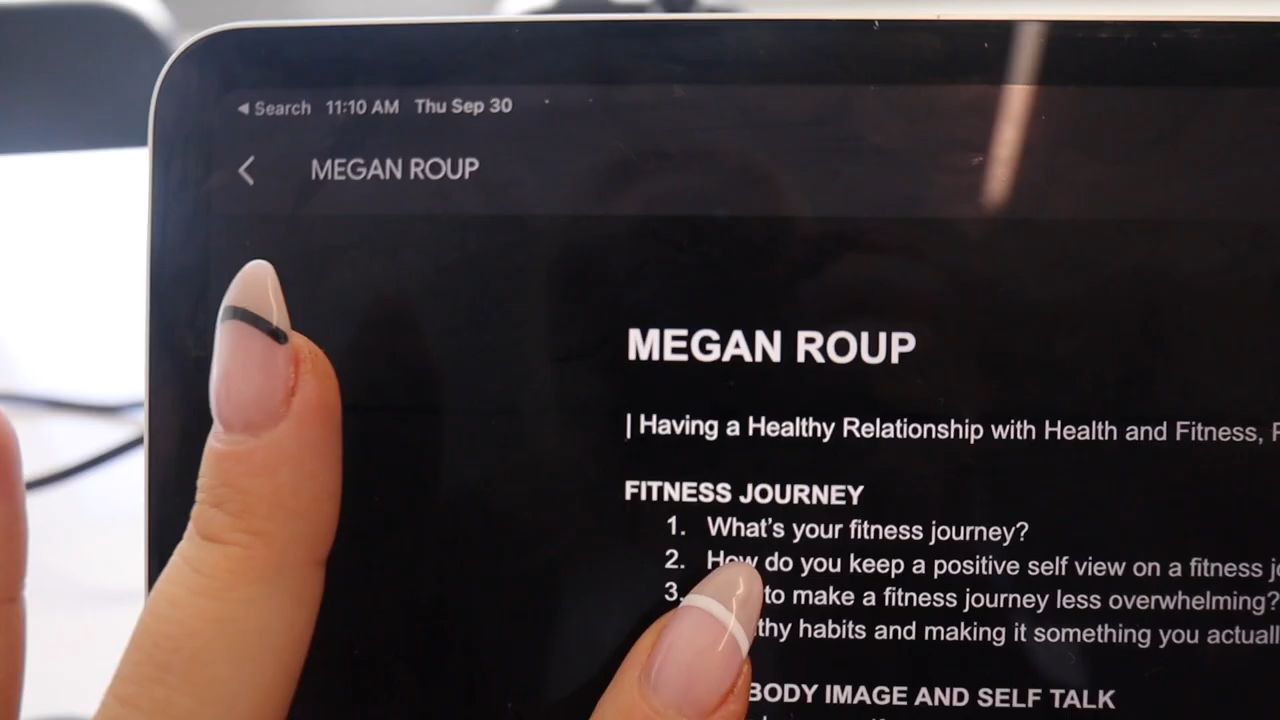 ◀ Search 11:10 AM Thu Sep 30
MEGAN ROUP
MEGAN ROUP
| Having a Healthy Relationship with Health and Fitness,
FITNESS JOURNEY
1. What's your fitness journey?
2. How do you keep a positive self view on a fitness
3. to make a fitness journey less overwhelming?
habits and making it something you
BODY IMAGE AND SELF TALK